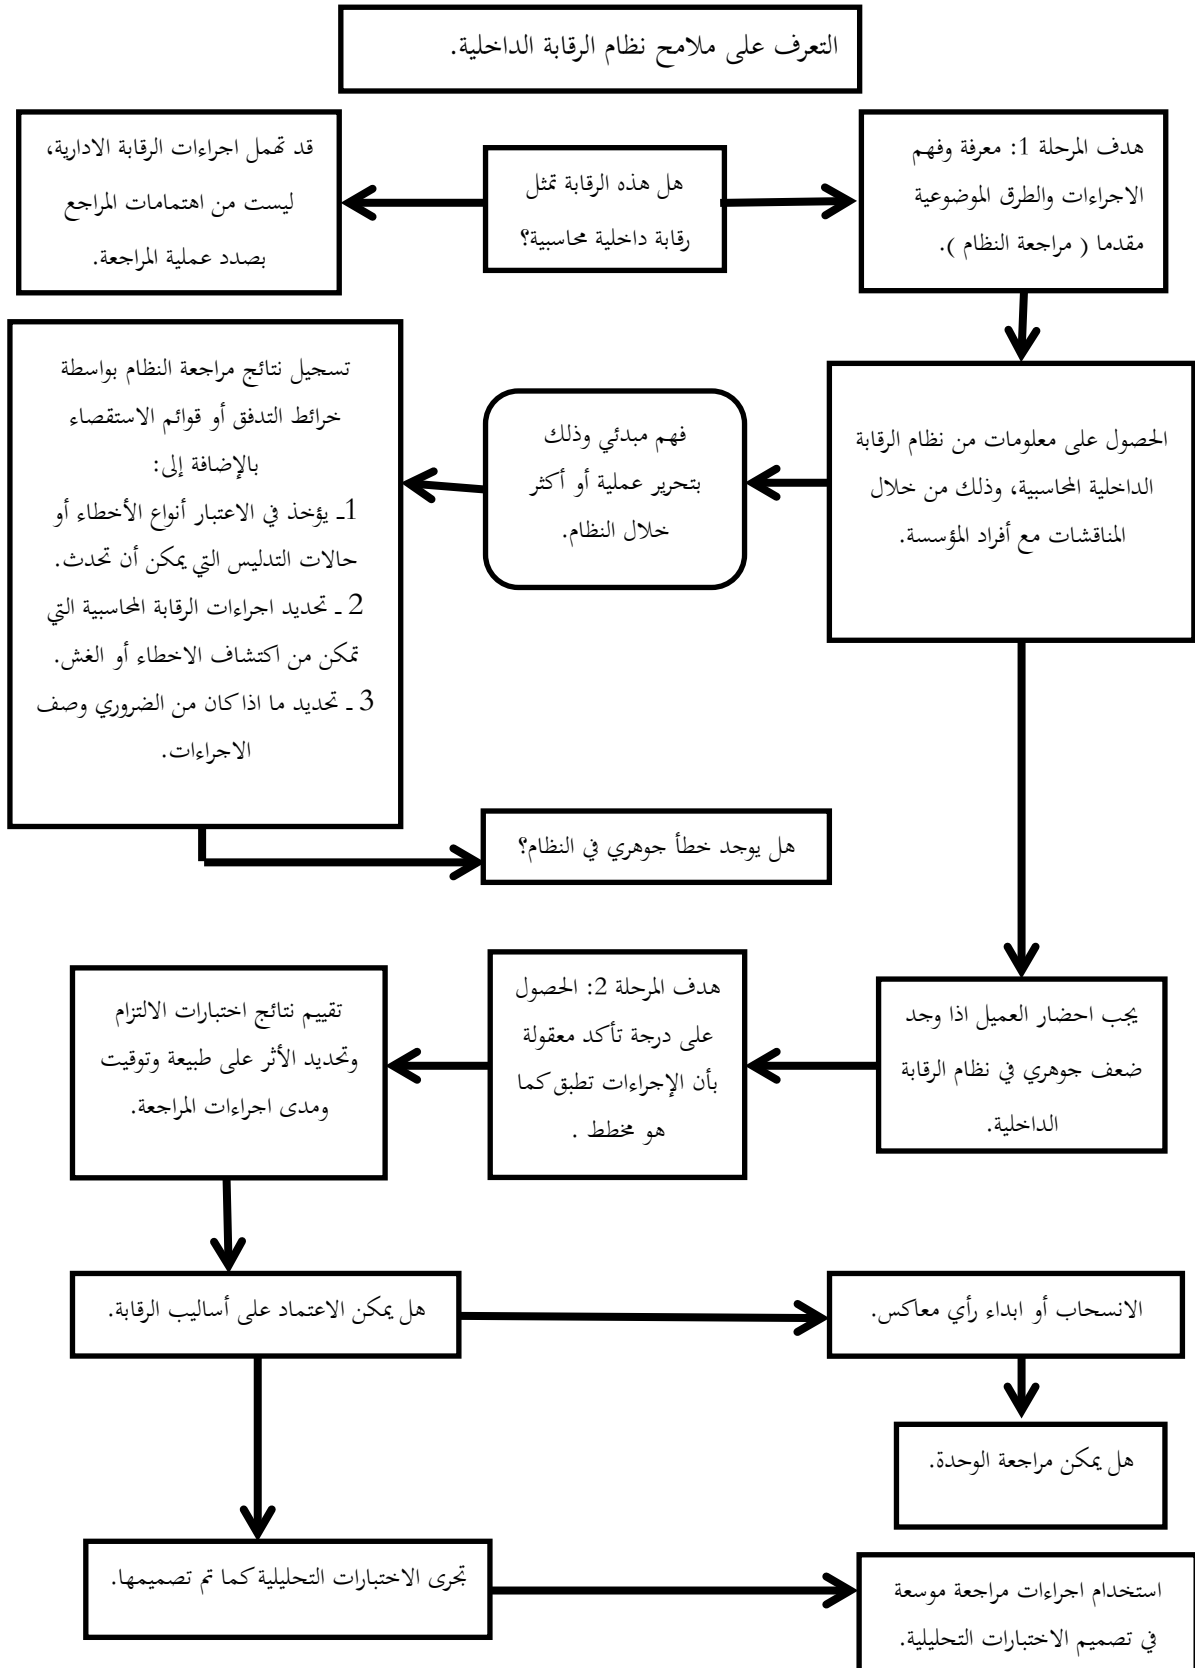 التعرف على ملامح نظام الرقابة الداخلية.
هدف المرحلة 1: معرفة وفهم
الاجراءات والطرق الموضوعية
مقدما ( مراجعة النظام ).
هل هذه الرقابة تمثل
رقابة داخلية محاسبية؟
قد تهمل اجراءات الرقابة الادارية،
ليست من اهتمامات المراجع
بصدد عملية المراجعة.
الحصول على معلومات من نظام الرقابة
الداخلية المحاسبية، وذلك من خلال
المناقشات مع أفراد المؤسسة.
فهم مبدئي وذلك
بتحرير عملية أو أكثر
خلال النظام.
تسجيل نتائج مراجعة النظام بواسطة
خرائط التدفق أو قوائم الاستقصاء
بالإضافة إلى:
1ـ يؤخذ في الاعتبار أنواع الأخطاء أو
حالات التدليس التي يمكن أن تحدث.
2 ـ تحديد اجراءات الرقابة المحاسبية التي
تمكن من اكتشاف الاخطاء أو الغش.
3 ـ تحديد ما اذا كان من الضروري وصف
الاجراءات.
هل يوجد خطأ جوهري في النظام؟
يجب احضار العميل اذا وجد
ضعف جوهري في نظام الرقابة
الداخلية.
هدف المرحلة 2: الحصول
على درجة تأكد معقولة
بأن الإجراءات تطبق كما
هو مخطط .
تقييم نتائج اختبارات الالتزام
وتحديد الأثر على طبيعة وتوقيت
ومدى اجراءات المراجعة.
هل يمكن الاعتماد على أساليب الرقابة.
الانسحاب أو ابداء رأي معاكس.
هل يمكن مراجعة الوحدة.
تجرى الاختبارات التحليلية كما تم تصميمها.
استخدام اجراءات مراجعة موسعة
في تصميم الاختبارات التحليلية.